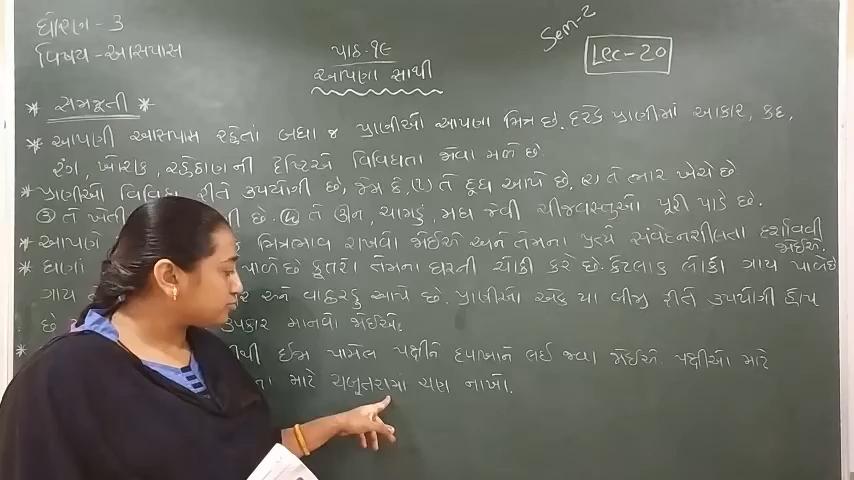 ધોરણ - 3
વિષય - આસપાસ
પાઠ-૧૯
આપણા સાથી
Sem-2
Lec-20
* સમજૂતી *
* આપણી આસપાસ રહેતાં બધા જ પ્રાણીઓ આપણા મિત્ર છે. દરેક પ્રાણીમાં આકાર, કદ,
રંગ, ખોરાક, રહેઠાણની દૃષ્ટિએ વિવિધતા જોવા મળે છે.
* પ્રાણીઓ વિવિધ રીતે ઉપયોગી છે, જેમ કે, (૧) તે દૂધ આપે છે, (૨) તે ભાર ખેંચે છે
(૩) તે ખેતી છે. (૪) તે ઊન, ચામડું, મધ જેવી ચીજવસ્તુઓ પૂરી પાડે છે.
* આપણે મિત્રભાવ રાખવો જોઈએ અને તેમના પ્રત્યે સંવેદનશીલતા દર્શાવવી જોઈએ.
* ઘણાં પાળે છે કૂતરો તેમના ઘરની ચોકી કરે છે. કેટલાક લોકો ગાય પાળે છે
ગાય અને વાછરડું આપે છે. પ્રાણીઓ એક યા બીજી રીતે ઉપયોગી હોય
છે ઉપકાર માનવો જોઈએ.
* ઈજા પામેલ પક્ષીને દવાખાને લઈ જવા જોઈએ. પક્ષીઓ માટે
માટે ચબૂતરામાં ચણ નાખો.